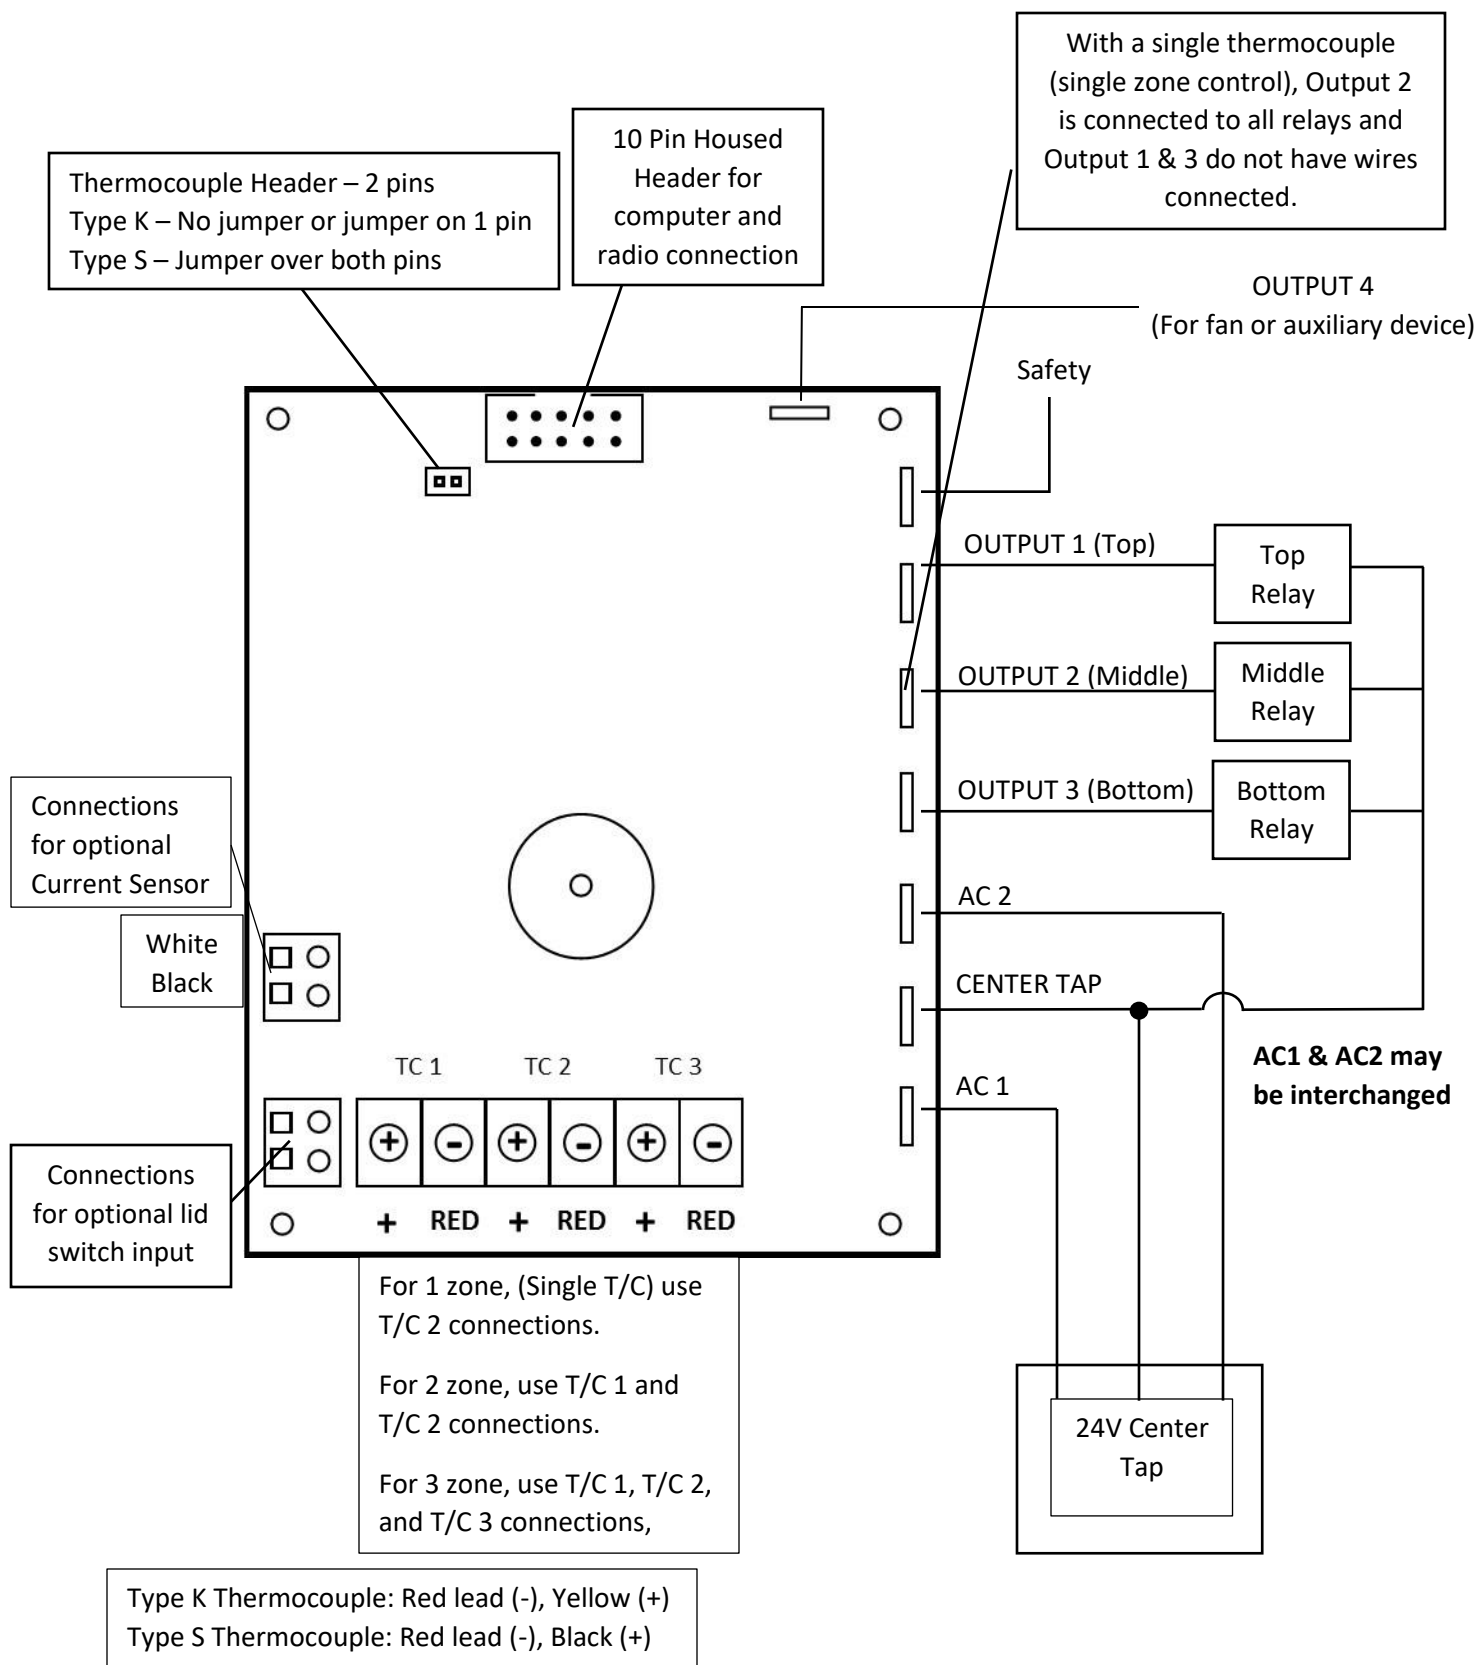 With a single thermocouple
(single zone control), Output 2
is connected to all relays and
Output 1 & 3 do not have wires
connected.
10 Pin Housed
Header for
computer and
radio connection
Thermocouple Header – 2 pins
Type K – No jumper or jumper on 1 pin
Type S – Jumper over both pins
OUTPUT 4
(For fan or auxiliary device)
Safety
OUTPUT 1 (Top)
Top
Relay
OUTPUT 2 (Middle)
Middle
Relay
OUTPUT 3 (Bottom)
Bottom
Relay
Connections
for optional
Current Sensor
White
Black
AC 2
CENTER TAP
AC1 & AC2 may
be interchanged
AC 1
TC 1 TC 2 TC 3
+ - + - + -
+ RED + RED + RED
Connections
for optional lid
switch input
For 1 zone, (Single T/C) use
T/C 2 connections.
For 2 zone, use T/C 1 and
T/C 2 connections.
For 3 zone, use T/C 1, T/C 2,
and T/C 3 connections,
24V Center
Tap
Type K Thermocouple: Red lead (-), Yellow (+)
Type S Thermocouple: Red lead (-), Black (+)